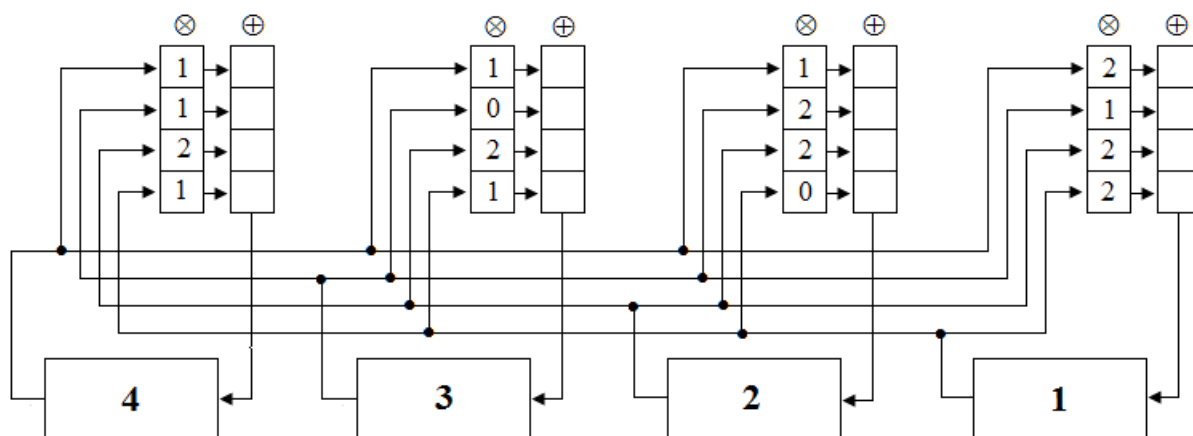 ⊗ ⊕ ⊗ ⊕ ⊗ ⊕ ⊗ ⊕
1 1 1 2
1 0 2 1
2 2 2 2
1 1 0 2
4 3 2 1